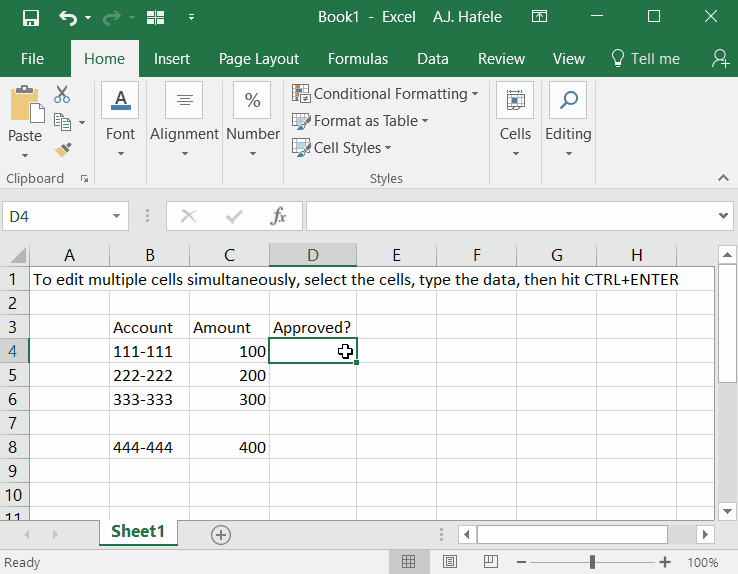 Book1 - Excel A.J. Hafele
File Home Insert Page Layout Formulas Data Review View Tell me
Paste Font Alignment Number Conditional Formatting Cells Editing
A %
Format as Table
Cell Styles
Clipboard Styles
D4 fx
A B C D E F G H
1 To edit multiple cells simultaneously, select the cells, type the data, then hit CTRL+ENTER
2
3 Account Amount Approved?
4 111-111 100
5 222-222 200
6 333-333 300
7
8 444-444 400
9
10
11
Sheet1
Ready 100%